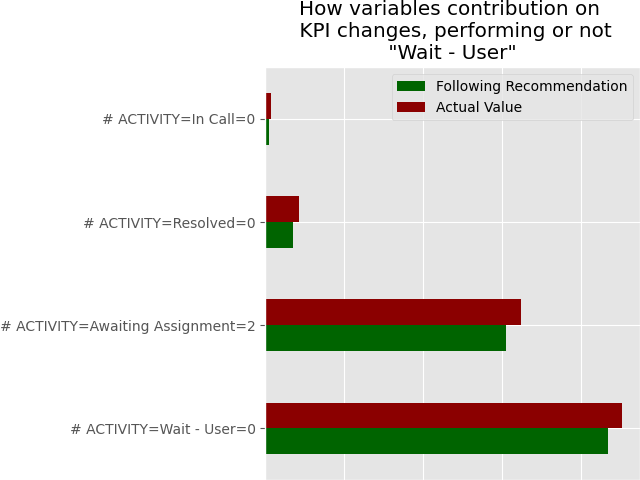 How variables contribution on
KPI changes, performing or not
"Wait - User"
Following Recommendation
Actual Value
# ACTIVITY=In Call=0
# ACTIVITY=Resolved=0
# ACTIVITY=Awaiting Assignment=2
# ACTIVITY=Wait - User=0